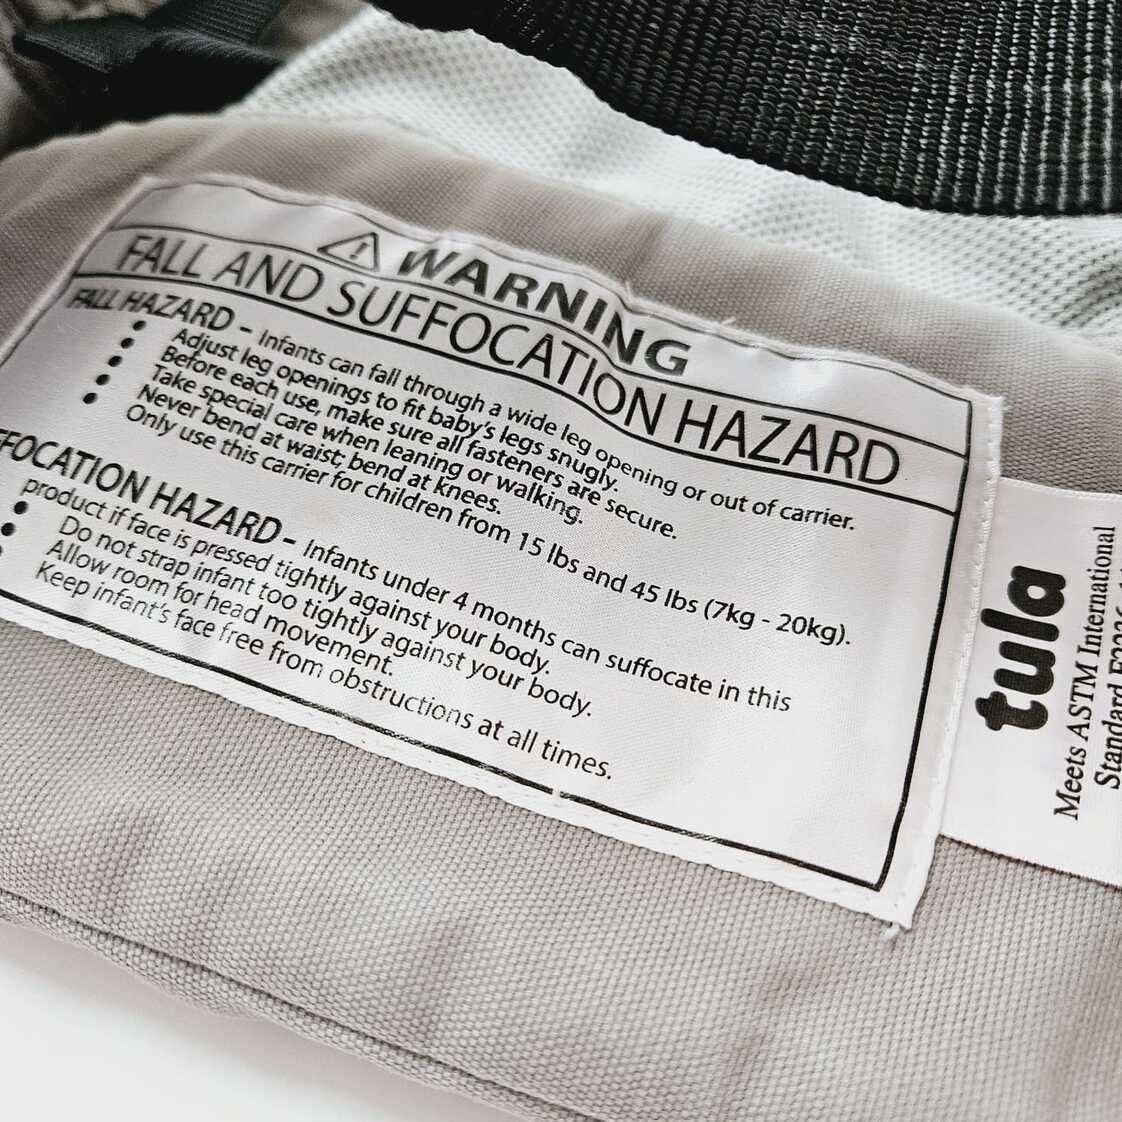 WARNING
FALL AND SUFFOCATION HAZARD
FALL HAZARD - Infants can fall through a wide leg opening or out of carrier.
• Adjust leg openings to fit baby's legs snugly.
• Before each use, make sure all fasteners are secure.
• Take special care when leaning or walking.
• Never bend at waist; bend at knees.
• Only use this carrier for children from 15 lbs and 45 lbs (7kg - 20kg).
FFOCATION HAZARD - Infants under 4 months can suffocate in this
product if face is pressed tightly against your body.
• Do not strap infant too tightly against your body.
• Allow room for head movement.
• Keep infant's face free from obstructions at all times.
tula
Meets ASTM International
Standard